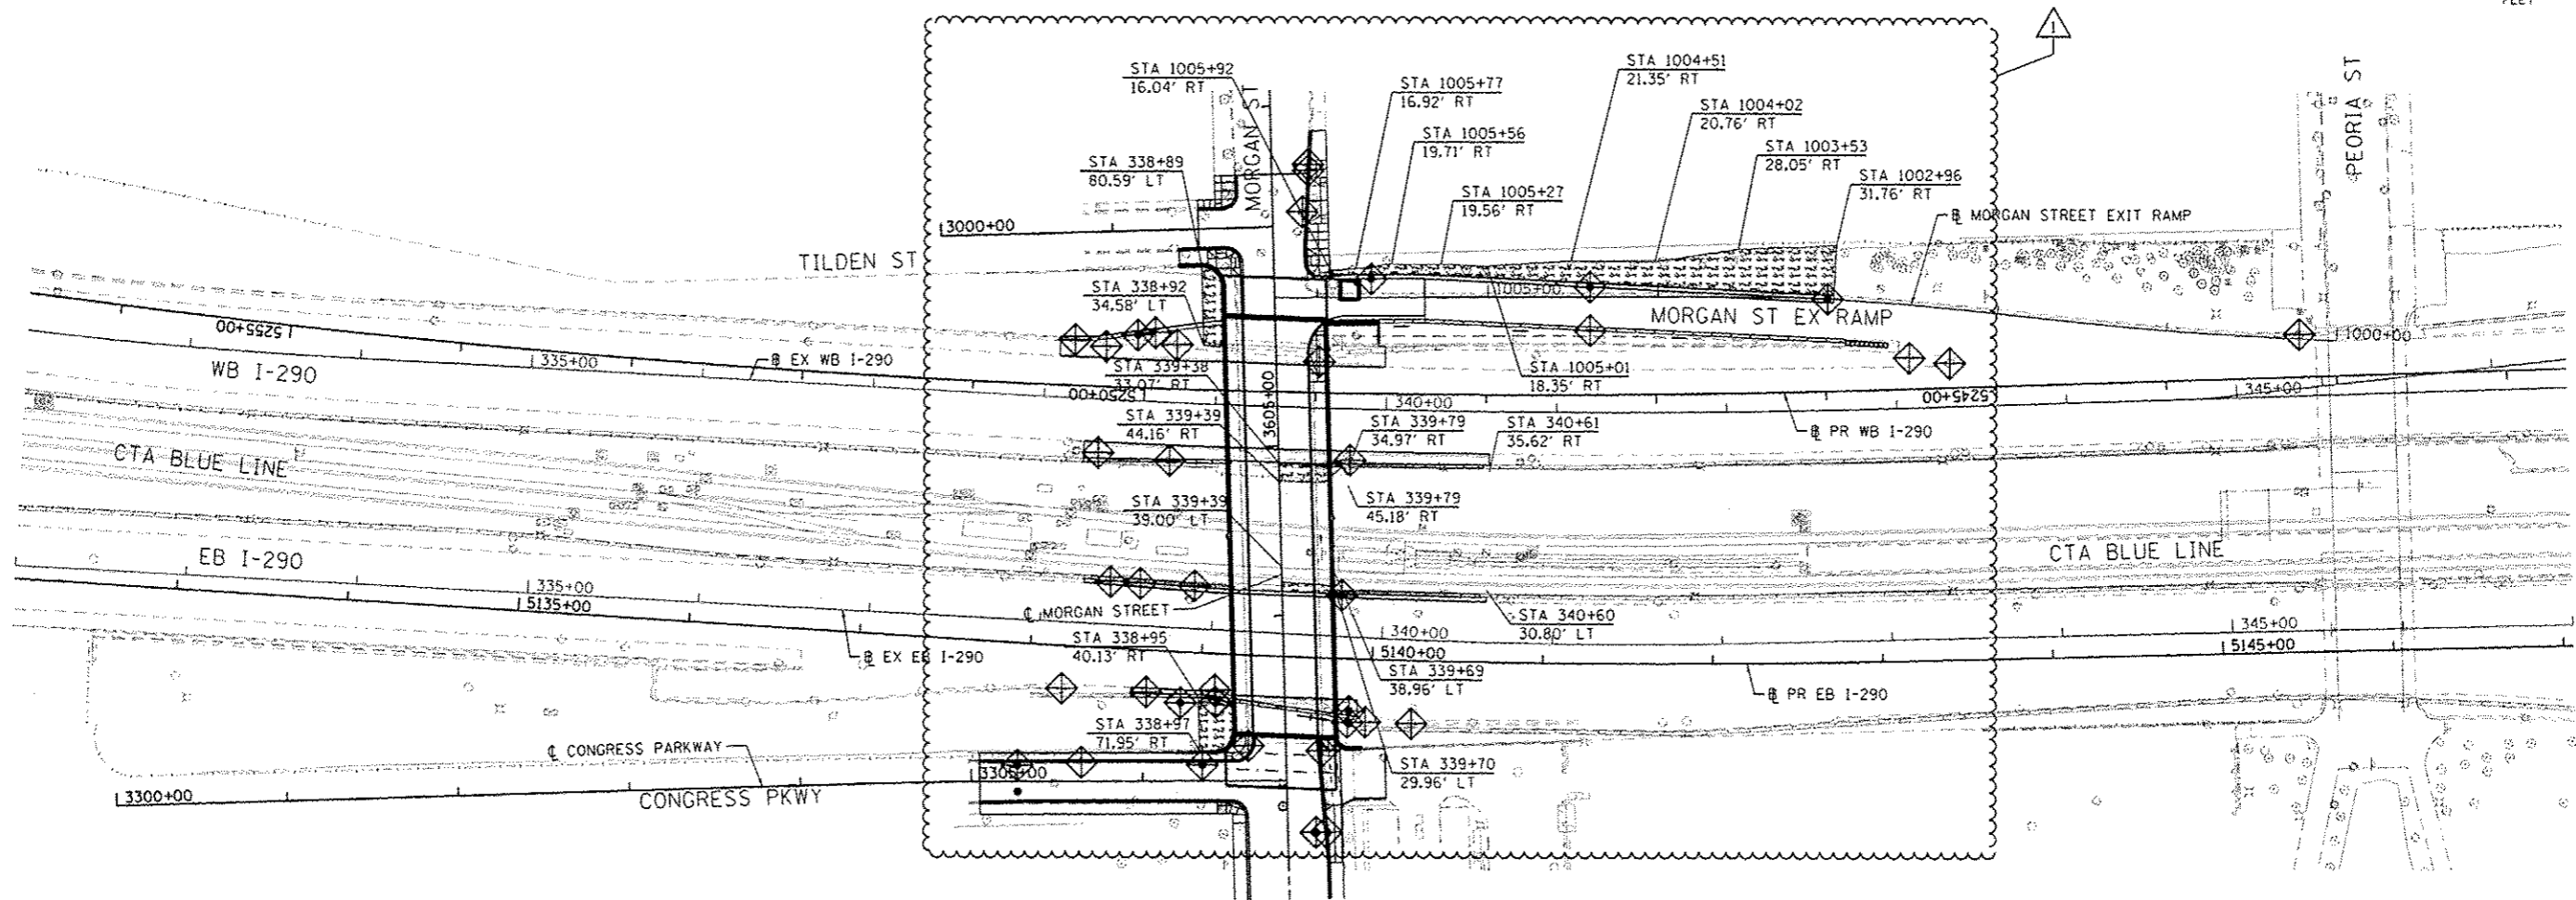 FEET
1
STA 1005+92
16.04' RT
MORGAN ST
STA 1005+77
16.92' RT
STA 1004+51
21.35' RT
STA 1004+02
20.76' RT
STA 1005+56
19.71' RT
STA 1003+53
28.05' RT
STA 338+89
80.59' LT
STA 1005+27
19.56' RT
STA 1002+96
31.76' RT
PEORIA ST
3000+00
℄ MORGAN STREET EXIT RAMP
TILDEN ST
STA 338+92
34.58' LT
1005+00
MORGAN ST EX RAMP
1000+00
5255+00
335+00
℄ EX WB I-290
WB I-290
STA 339+38
33.07' RT
5250+00
3605+00
STA 1005+01
18.35' RT
340+00
5245+00
345+00
STA 339+39
44.16' RT
STA 339+79
34.97' RT
STA 340+61
35.62' RT
℄ PR WB I-290
CTA BLUE LINE
STA 339+39
39.00' LT
STA 339+79
45.18' RT
EB I-290
CTA BLUE LINE
335+00
5135+00
℄ MORGAN STREET
STA 340+60
30.80' LT
340+00
5140+00
345+00
5145+00
℄ EX EB I-290
STA 338+95
40.13' RT
STA 339+69
38.96' LT
℄ PR EB I-290
STA 338+97
71.95' RT
℄ CONGRESS PARKWAY
STA 339+70
29.96' LT
3300+00
3305+00
CONGRESS PKWY